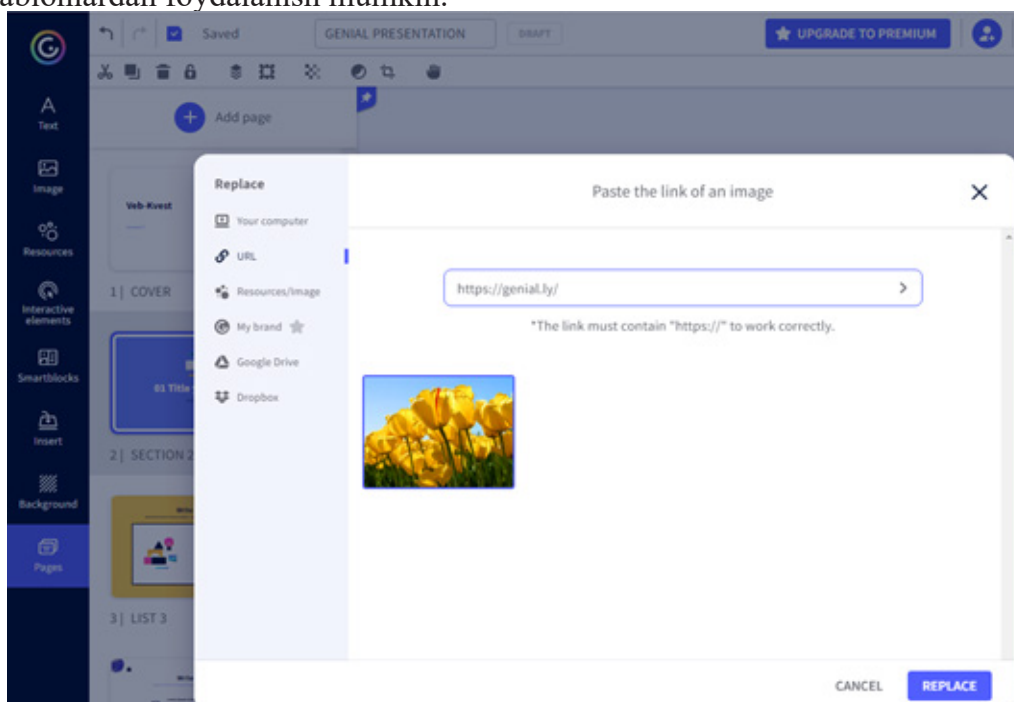 ablomardan foydalanish mumkin.
Saved GENIAL PRESENTATION DRAFT UPGRADE TO PREMIUM
Text
Image
Resources
Interactive
elements
Smartblocks
Insert
Background
Pages
Add page
Veb-Kvest
1| COVER
01 Title
2| SECTION 2
3| LIST 3
Replace
Your computer
URL
Resources/Image
My brand
Google Drive
Dropbox
Paste the link of an image
https://genial.ly/
*The link must contain "https://" to work correctly.
CANCEL REPLACE